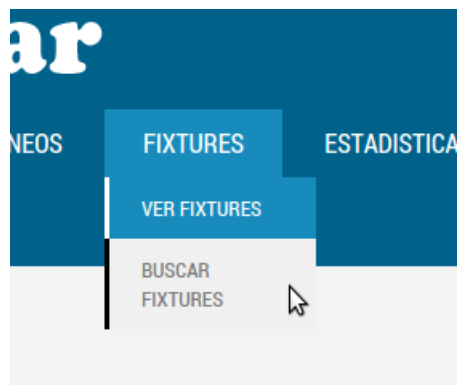 ar
NEOS FIXTURES ESTADISTICA
VER FIXTURES
BUSCAR
FIXTURES